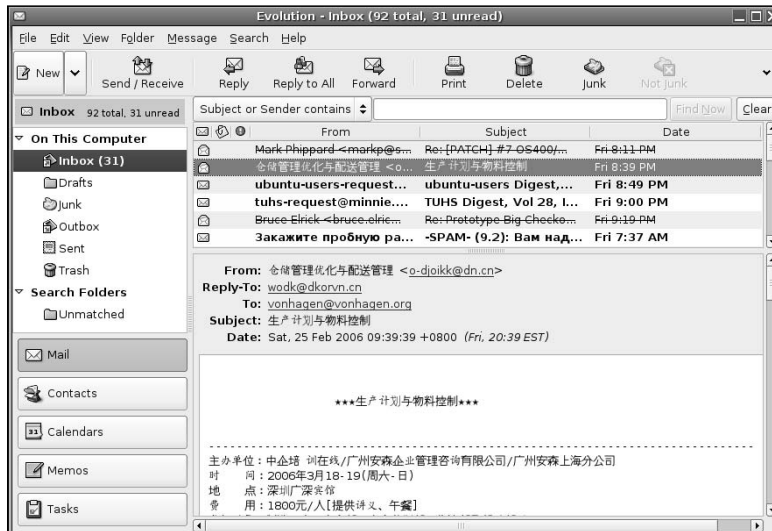 Evolution - Inbox (92 total, 31 unread)
File Edit View Folder Message Search Help
New Send / Receive Reply Reply to All Forward Print Delete Junk Not Junk
Inbox 92 total, 31 unread
Subject or Sender contains Find Now Clear
On This Computer
Inbox (31)
Drafts
Junk
Outbox
Sent
Trash
Search Folders
Unmatched
Mail
Contacts
Calendars
Memos
Tasks
From Subject Date
Mark Phippard <markp@s... Re: [PATCH] #7 OS400/... Fri 8:11 PM
仓储管理优化与配送管理 <o... 生产计划与物料控制 Fri 8:39 PM
ubuntu-users-request... ubuntu-users Digest,... Fri 8:49 PM
tuhs-request@minnie.... TUHS Digest, Vol 28, I... Fri 9:00 PM
Bruce Elrick <bruce.elric... Re: Prototype Big Checko... Fri 9:19 PM
Закажите пробную ра... -SPAM- (9.2): Вам над... Fri 7:37 AM
From: 仓储管理优化与配送管理 <o-djoikk@dn.cn>
Reply-To: wodk@dkorvn.cn
To: vonhagen@vonhagen.org
Subject: 生产计划与物料控制
Date: Sat, 25 Feb 2006 09:39:39 +0800 (Fri, 20:39 EST)
★★★生产计划与物料控制★★★
主办单位：中企培 训在线/广州安森企业管理咨询有限公司/广州安森上海分公司
时 间：2006年3月18-19(周六-日)
地 点：深圳广深宾馆
费 用：1800元/人[提供讲义、午餐]